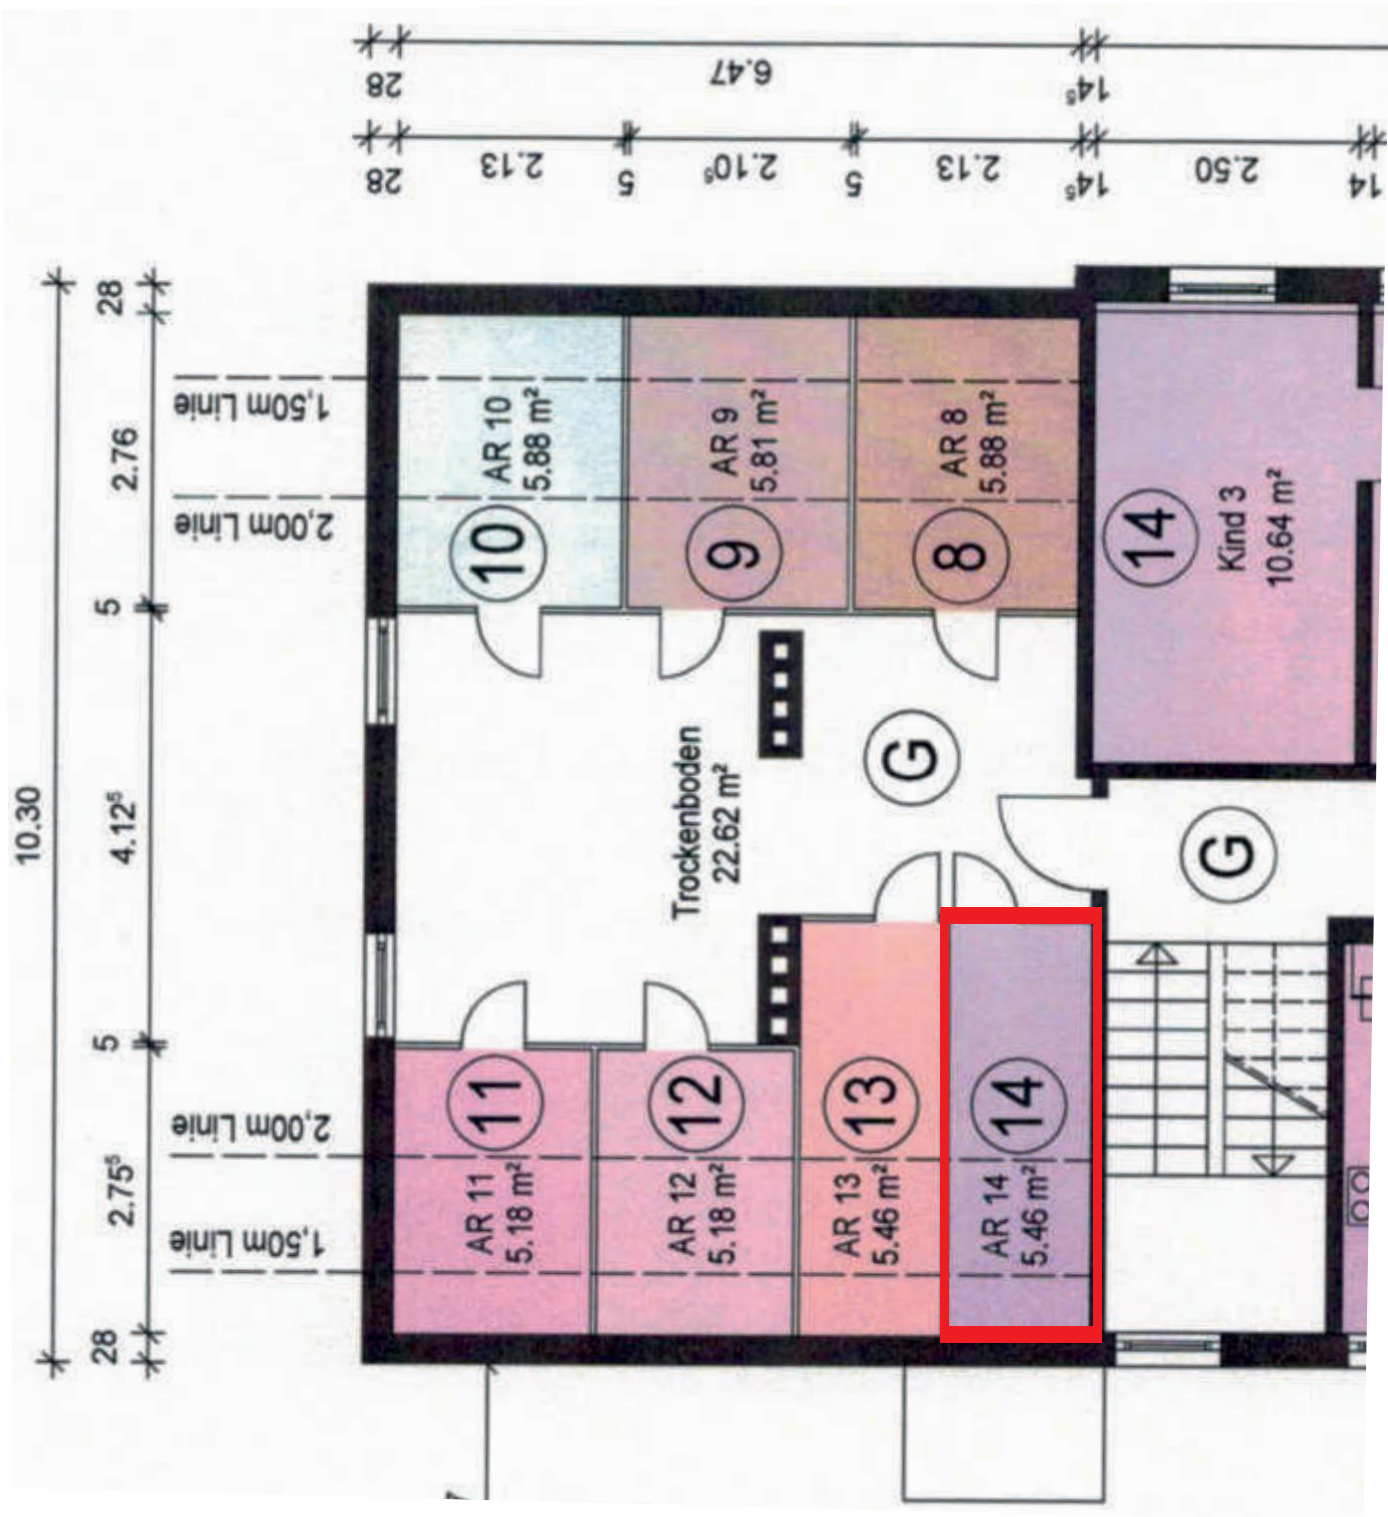 28
6.47
14⁵
28
2.13
5
2.10⁵
5
2.13
14⁵
2.50
14
10.30
28
2.76
5
4.12⁵
5
2.75⁵
28
1,50m Linie
2,00m Linie
2,00m Linie
1,50m Linie
AR 10
5.88 m²
10
AR 9
5.81 m²
9
AR 8
5.88 m²
8
14
Kind 3
10.64 m²
Trockenboden
22.62 m²
G
G
11
AR 11
5.18 m²
12
AR 12
5.18 m²
13
AR 13
5.46 m²
14
AR 14
5.46 m²